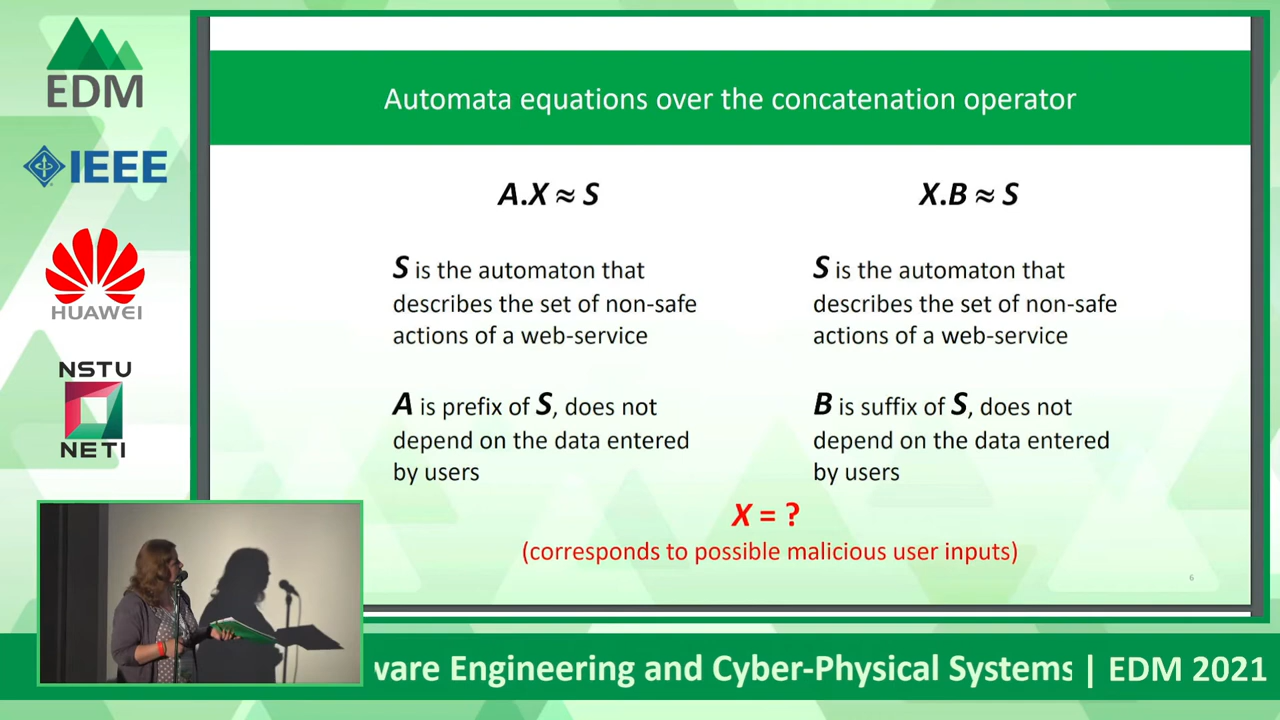 EDM
IEEE
HUAWEI
NSTU
NETI
Automata equations over the concatenation operator
A.X ≈ S
X.B ≈ S
S is the automaton that
describes the set of non-safe
actions of a web-service
S is the automaton that
describes the set of non-safe
actions of a web-service
A is prefix of S, does not
depend on the data entered
by users
B is suffix of S, does not
depend on the data entered
by users
X = ?
(corresponds to possible malicious user inputs)
6
vare Engineering and Cyber-Physical Systems | EDM 2021